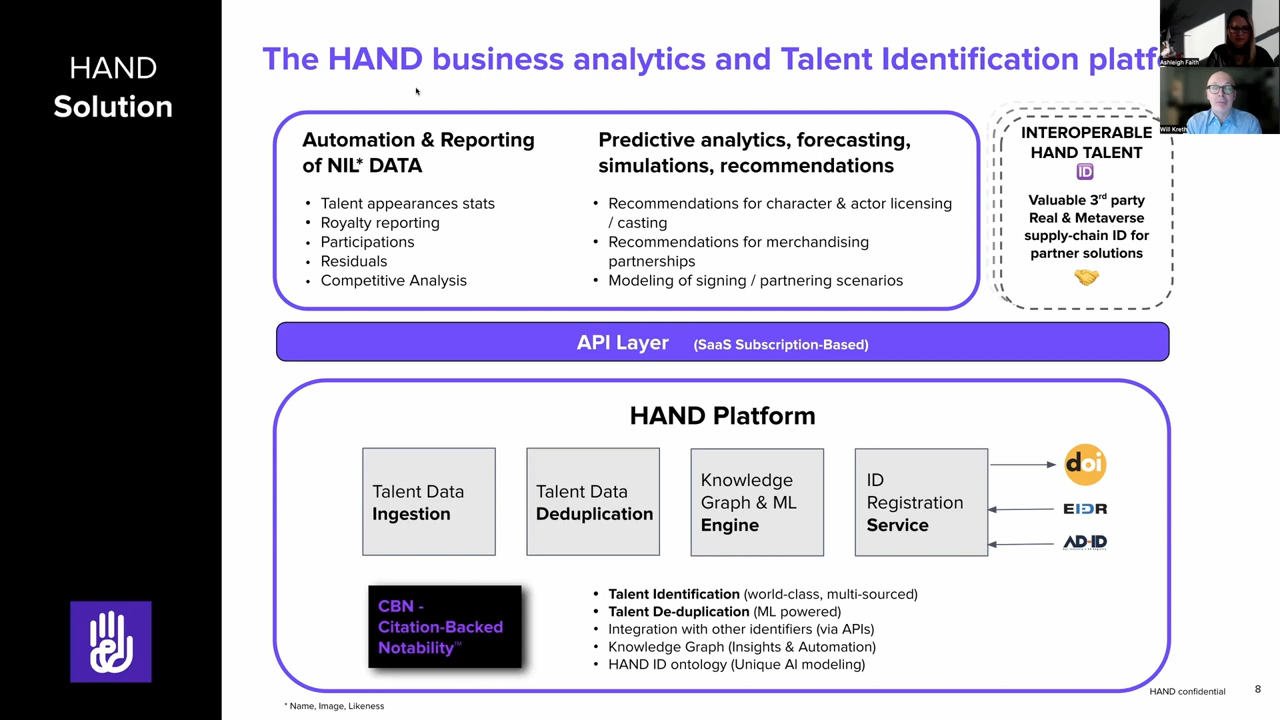 HAND
Solution
The HAND business analytics and Talent Identification platf
Ashleigh Faith
Will Kreth
Automation & Reporting
of NIL* DATA
• Talent appearances stats
• Royalty reporting
• Participations
• Residuals
• Competitive Analysis
Predictive analytics, forecasting,
simulations, recommendations
• Recommendations for character & actor licensing
/ casting
• Recommendations for merchandising
partnerships
• Modeling of signing / partnering scenarios
INTEROPERABLE
HAND TALENT
ID
Valuable 3rd party
Real & Metaverse
supply-chain ID for
partner solutions
API Layer (SaaS Subscription-Based)
HAND Platform
Talent Data
Ingestion
Talent Data
Deduplication
Knowledge
Graph & ML
Engine
ID
Registration
Service
doi
EIDR
AD-ID
CBN -
Citation-Backed
Notability™
• Talent Identification (world-class, multi-sourced)
• Talent De-duplication (ML powered)
• Integration with other identifiers (via APIs)
• Knowledge Graph (Insights & Automation)
• HAND ID ontology (Unique AI modeling)
HAND confidential
8
* Name, Image, Likeness